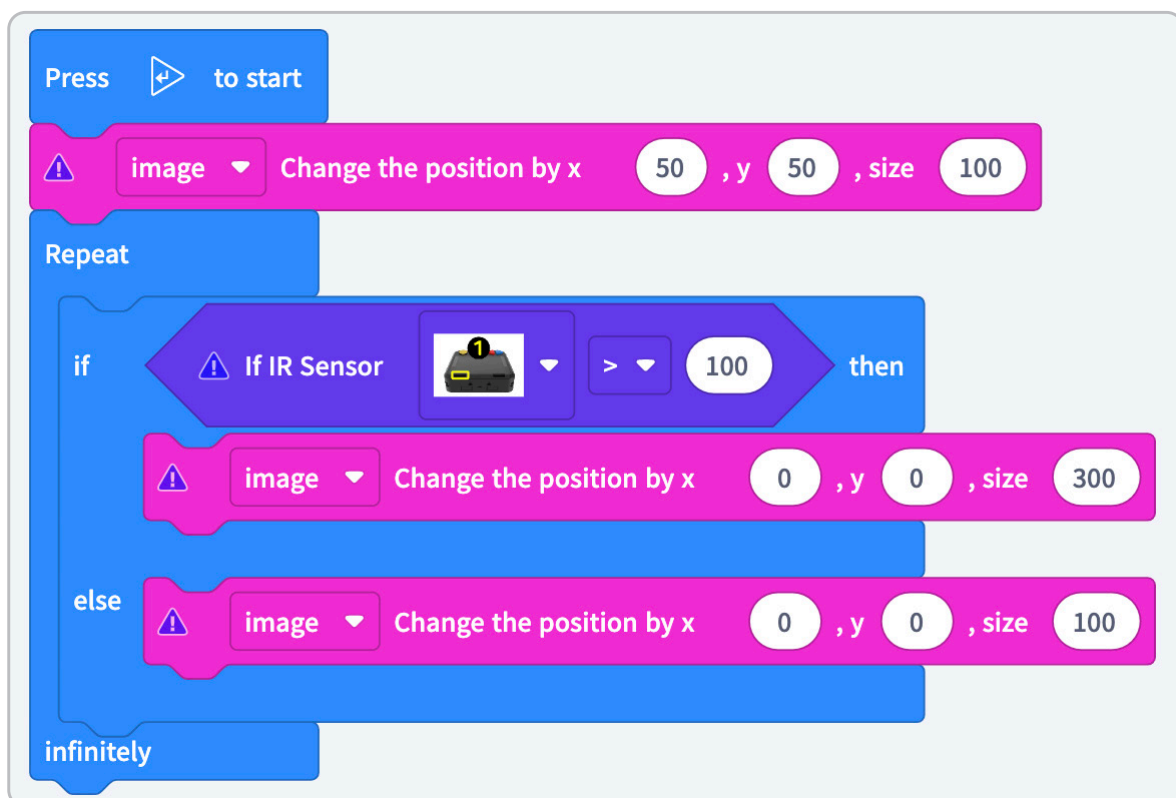 Press to start
image Change the position by x 50 , y 50 , size 100
Repeat
if If IR Sensor 1 > 100 then
image Change the position by x 0 , y 0 , size 300
else image Change the position by x 0 , y 0 , size 100
infinitely